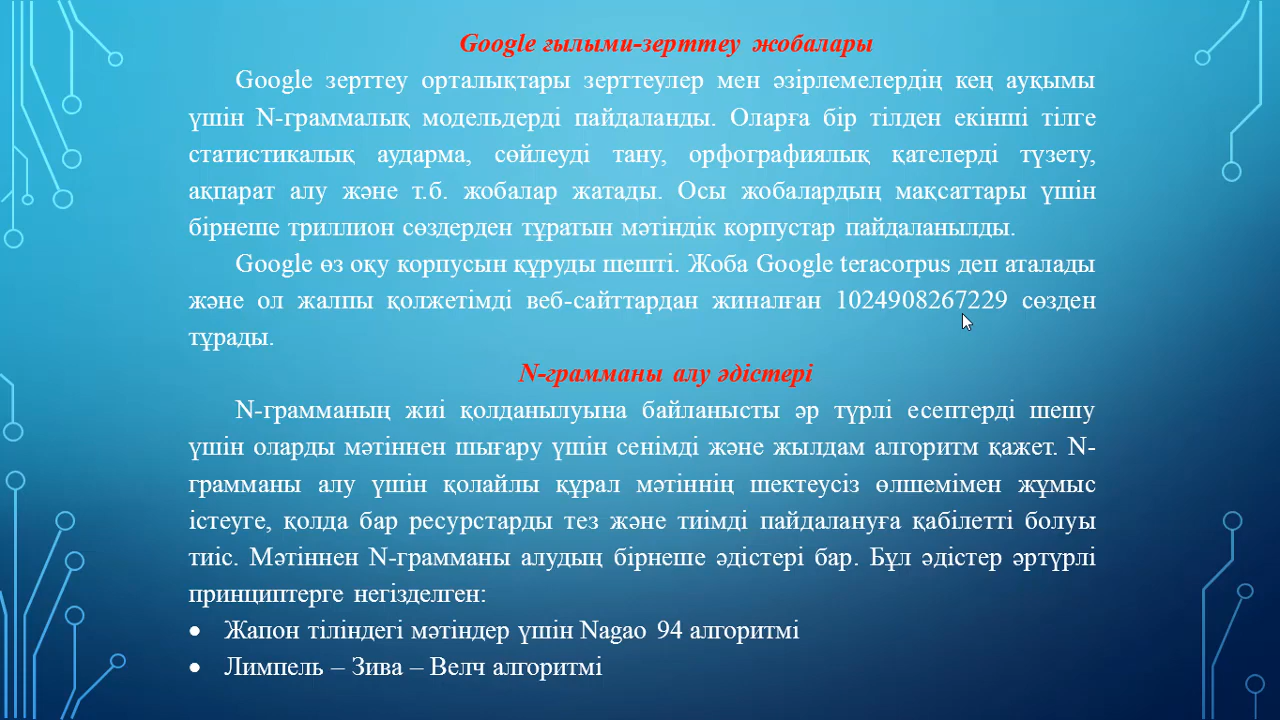 Google ғылыми-зерттеу жобалары
Google зерттеу орталықтары зерттеулер мен әзірлемелердің кең ауқымы
үшін N-граммалық модельдерді пайдаланды. Оларға бір тілден екінші тілге
статистикалық аударма, сөйлеуді тану, орфографиялық қателерді түзету,
ақпарат алу және т.б. жобалар жатады. Осы жобалардың мақсаттары үшін
бірнеше триллион сөздерден тұратын мәтіндік корпустар пайдаланылды.
Google өз оқу корпусын құруды шешті. Жоба Google teracorpus деп аталады
және ол жалпы қолжетімді веб-сайттардан жиналған 1024908267229 сөзден
тұрады.
N-грамманы алу әдістері
N-грамманың жиі қолданылуына байланысты әр түрлі есептерді шешу
үшін оларды мәтіннен шығару үшін сенімді және жылдам алгоритм қажет. N-
грамманы алу үшін қолайлы құрал мәтіннің шектеусіз өлшемімен жұмыс
істеуге, қолда бар ресурстарды тез және тиімді пайдалануға қабілетті болуы
тиіс. Мәтіннен N-грамманы алудың бірнеше әдістері бар. Бұл әдістер әртүрлі
принциптерге негізделген:
• Жапон тіліндегі мәтіндер үшін Nagao 94 алгоритмі
• Лимпель – Зива – Велч алгоритмі